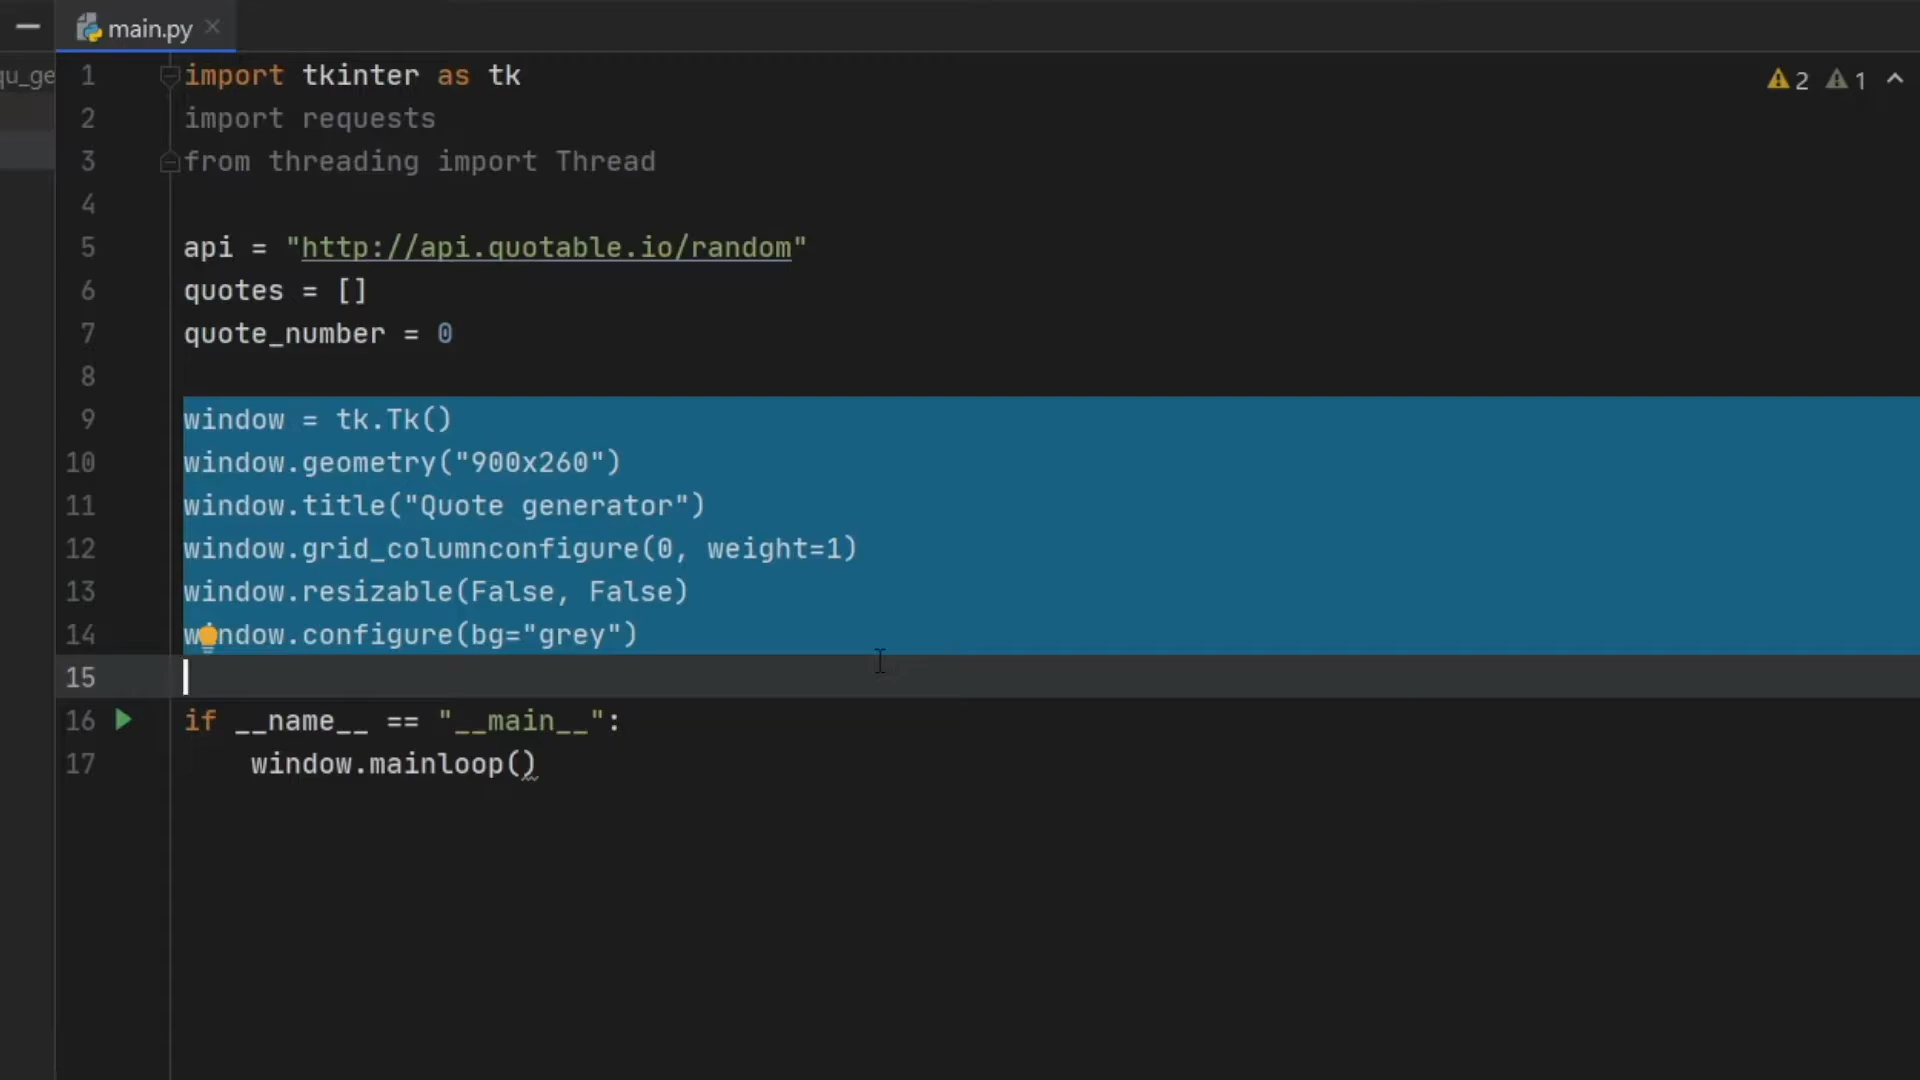 main.py
qu_ge
2 1
1 import tkinter as tk
2 import requests
3 from threading import Thread
4
5 api = "http://api.quotable.io/random"
6 quotes = []
7 quote_number = 0
8
9 window = tk.Tk()
10 window.geometry("900x260")
11 window.title("Quote generator")
12 window.grid_columnconfigure(0, weight=1)
13 window.resizable(False, False)
14 window.configure(bg="grey")
15
16 if __name__ == "__main__":
17     window.mainloop()